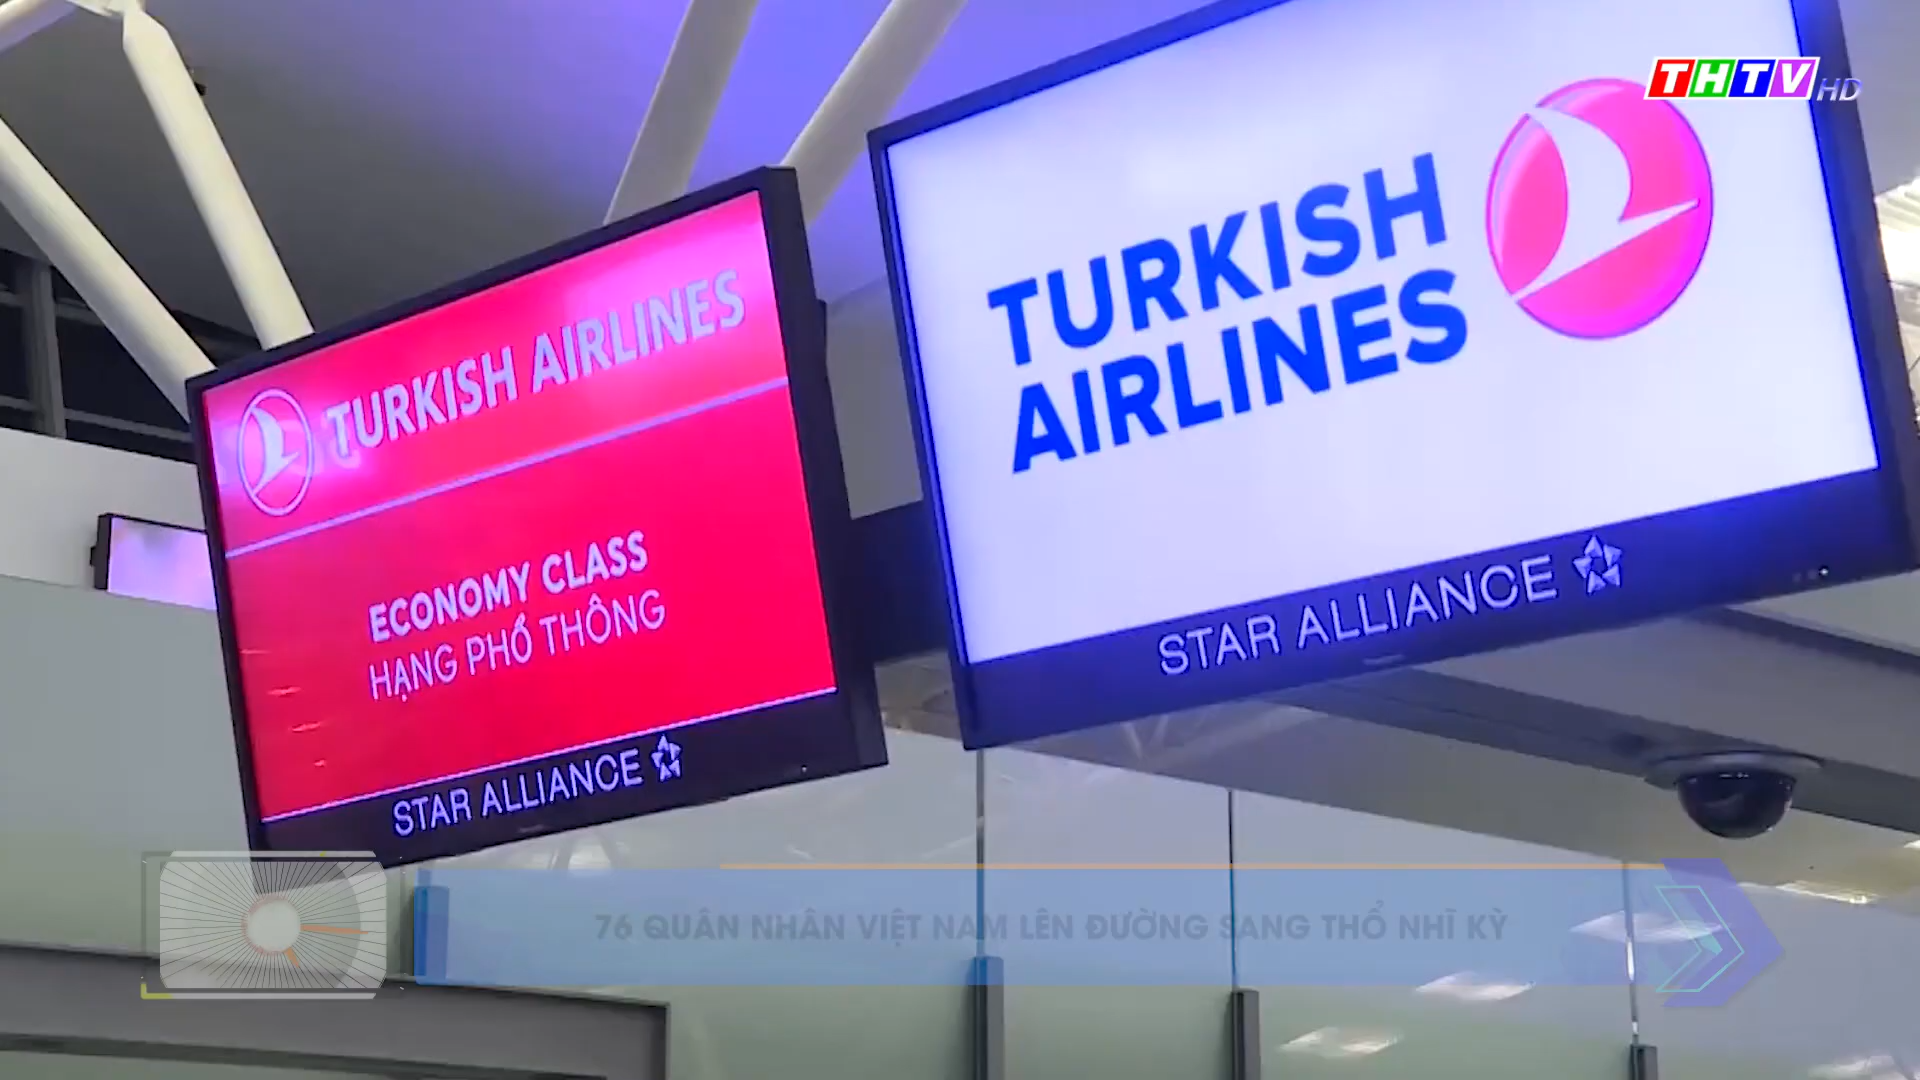 THTV HD
TURKISH AIRLINES
ECONOMY CLASS
HẠNG PHỔ THÔNG
STAR ALLIANCE
TURKISH
AIRLINES
STAR ALLIANCE
76 QUÂN NHÂN VIỆT NAM LÊN ĐƯỜNG SANG THỔ NHĨ KỲ